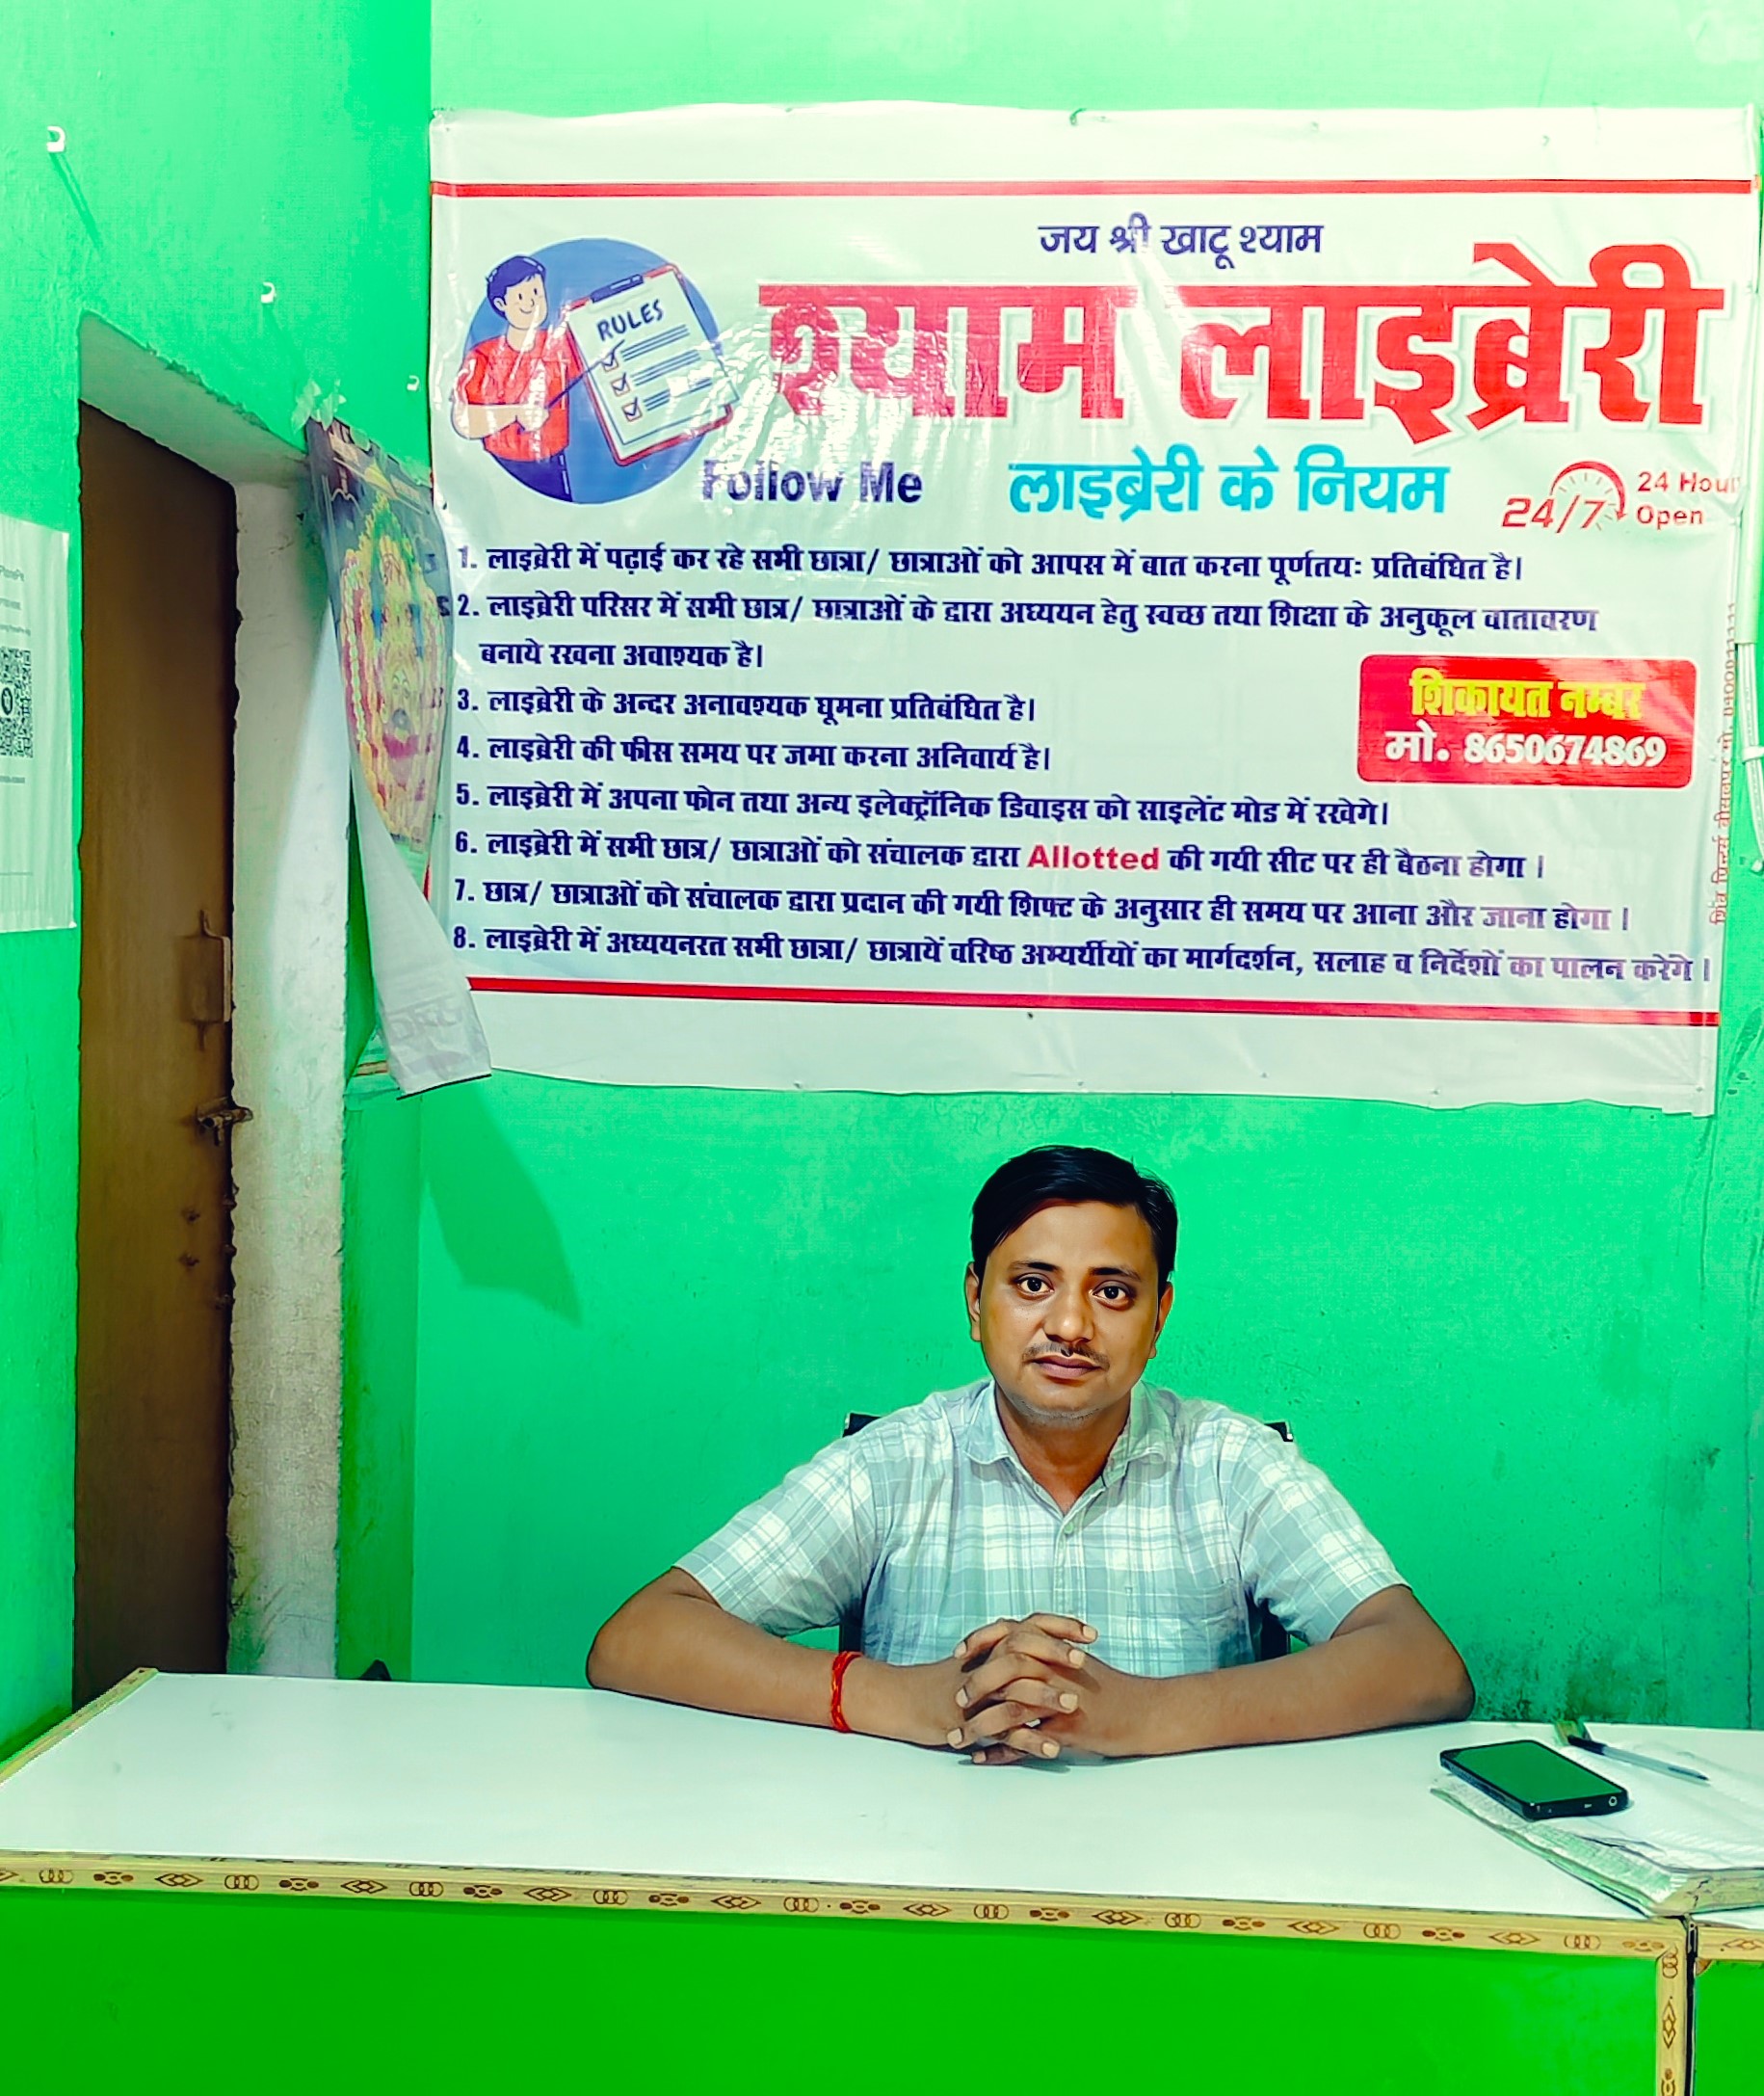 जय श्री खाटू श्याम
श्याम लाइब्रेरी
RULES
Follow Me
लाइब्रेरी के नियम
24/7
24 Hour
Open
1. लाइब्रेरी में पढ़ाई कर रहे सभी छात्रा/ छात्राओं को आपस में बात करना पूर्णतयः प्रतिबंधित है।
2. लाइब्रेरी परिसर में सभी छात्र/ छात्राओं के द्वारा अध्ययन हेतु स्वच्छ तथा शिक्षा के अनुकूल वातावरण
बनाये रखना अवाश्यक है।
3. लाइब्रेरी के अन्दर अनावश्यक घूमना प्रतिबंधित है।
4. लाइब्रेरी की फीस समय पर जमा करना अनिवार्य है।
शिकायत नम्बर
मो. 8650674869
5. लाइब्रेरी में अपना फोन तथा अन्य इलेक्ट्रॉनिक डिवाइस को साइलेंट मोड में रखेगे।
6. लाइब्रेरी में सभी छात्र/ छात्राओं को संचालक द्वारा Allotted की गयी सीट पर ही बैठना होगा ।
7. छात्र/ छात्राओं को संचालक द्वारा प्रदान की गयी शिफ्ट के अनुसार ही समय पर आना और जाना होगा ।
8. लाइब्रेरी में अध्ययनरत सभी छात्रा/ छात्रायें वरिष्ठ अभ्यर्थीयों का मार्गदर्शन, सलाह व निर्देशों का पालन करेगे ।
शिव प्रिन्टर्स बीसलपुर मो.